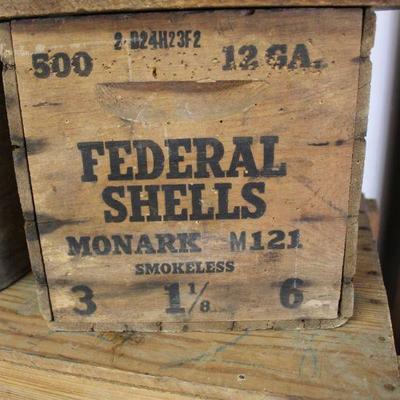 2-D24H23F2
500 12 GA.
FEDERAL
SHELLS
MONARK M121
SMOKELESS
3 1 1/8 6